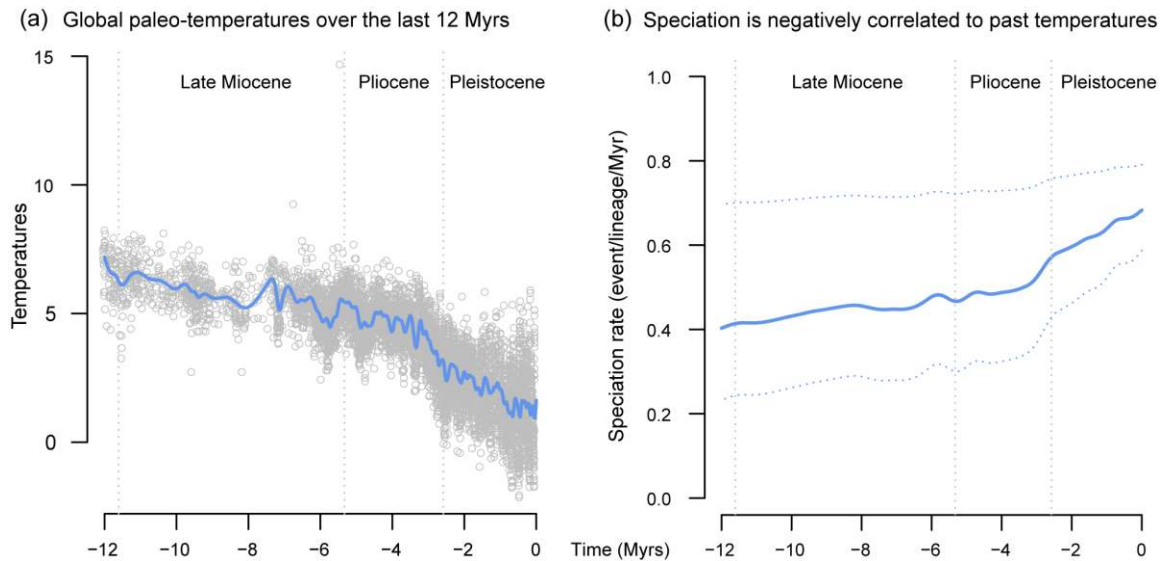 (a) Global paleo-temperatures over the last 12 Myrs
15
10
5
0
Temperatures
Late Miocene
Pliocene
Pleistocene
−12
−10
−8
−6
−4
−2
0
Time (Myrs)
(b) Speciation is negatively correlated to past temperatures
1.0
0.8
0.6
0.4
0.2
0.0
Speciation rate (event/lineage/Myr)
Late Miocene
Pliocene
Pleistocene
−12
−10
−8
−6
−4
−2
0